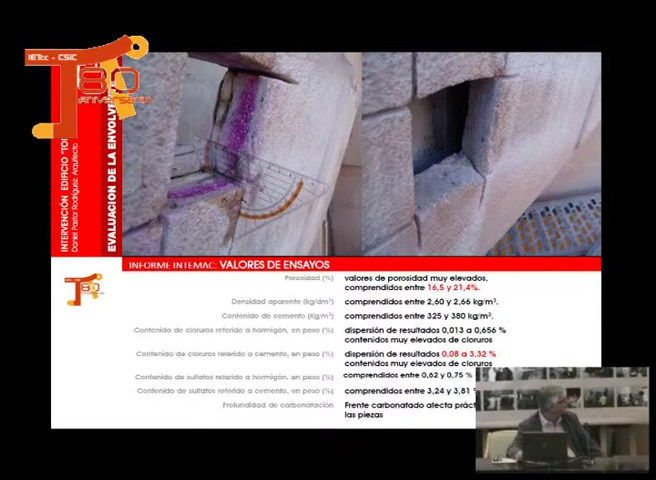 IETcc - CSIC
80
ANIVERSARIO
INTERVENCIÓN EDIFICIO "TO
Daniel Pastor Rodríguez. Arquitecto
EVALUACION DE LA ENVOLVE
INFORME INTEMAC: VALORES DE ENSAYOS
Porosidad (%)
valores de porosidad muy elevados,
comprendidos entre 16,5 y 21,4%.
Densidad aparente (kg/dm³)
comprendidos entre 2,60 y 2,66 kg/m³.
Contenido de cemento (Kg/m³)
comprendidos entre 325 y 380 kg/m³.
Contenido de cloruros referido a hormigón, en peso (%)
dispersión de resultados 0,013 a 0,656 %
contenidos muy elevados de cloruros
Contenido de cloruros referido a cemento, en peso (%)
dispersión de resultados 0,08 a 3,32 %
contenidos muy elevados de cloruros
Contenido de sulfatos referido a hormigón, en peso (%)
comprendidos entre 0,62 y 0,75 %
Contenido de sulfatos referido a cemento, en peso (%)
comprendidos entre 3,24 y 3,81
Profundidad de carbonatación
Frente carbonatado afecta práct
las piezas
80